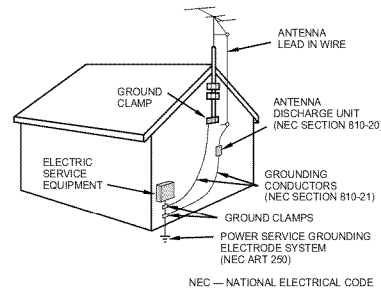 ANTENNA
LEAD IN WIRE
GROUND
CLAMP
ANTENNA
DISCHARGE UNIT
(NEC SECTION 810-20)
ELECTRIC
SERVICE
EQUIPMENT
GROUNDING
CONDUCTORS
(NEC SECTION 810-21)
GROUND CLAMPS
POWER SERVICE GROUNDING
ELECTRODE SYSTEM
(NEC ART 250)
NEC — NATIONAL ELECTRICAL CODE